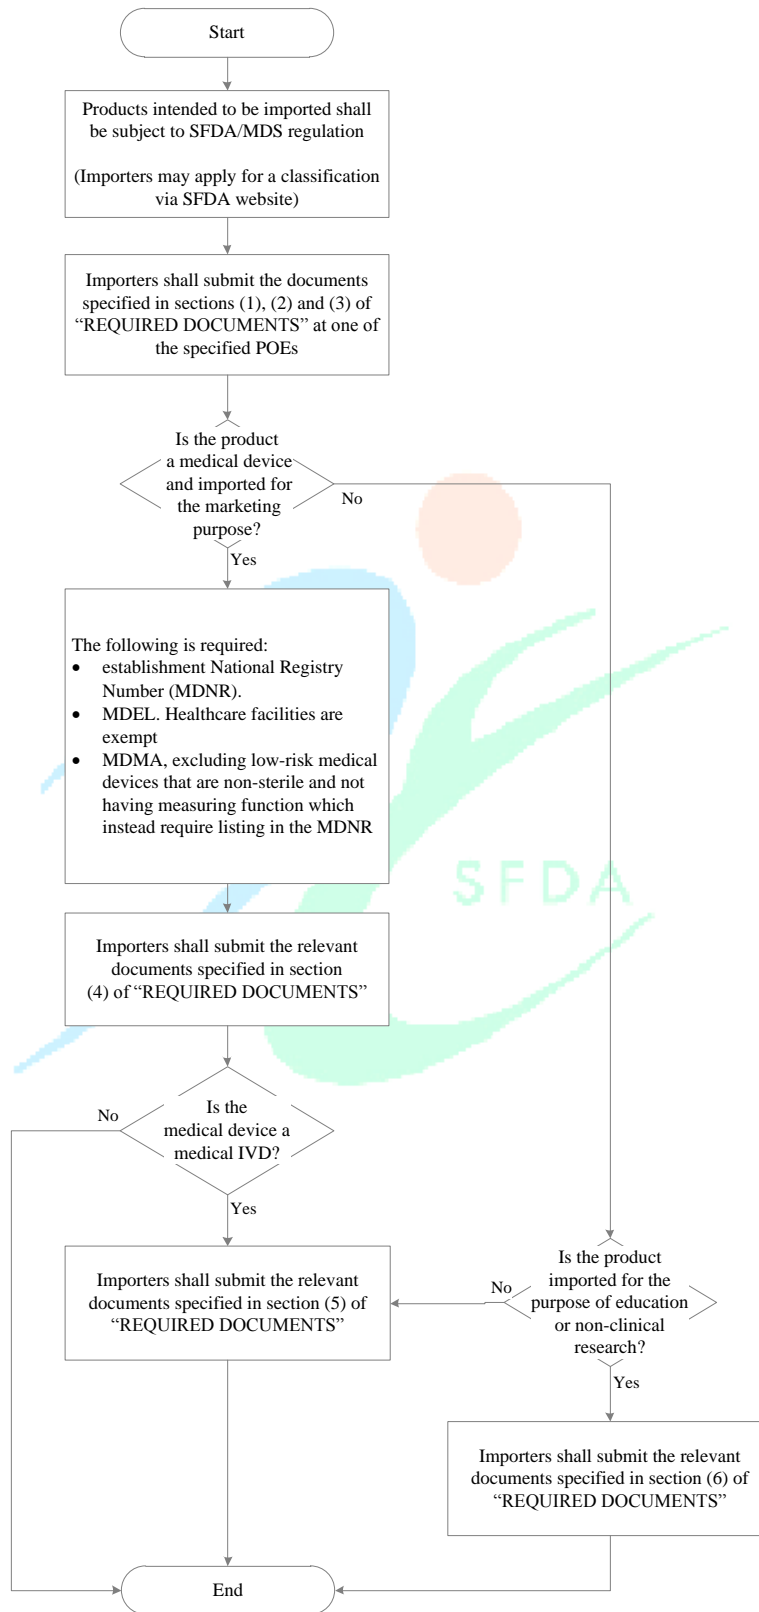 Start
Products intended to be imported shall
be subject to SFDA/MDS regulation
(Importers may apply for a classification
via SFDA website)
Importers shall submit the documents
specified in sections (1), (2) and (3) of
“REQUIRED DOCUMENTS” at one of
the specified POEs
Is the product
a medical device
and imported for
the marketing
purpose?
No
Yes
The following is required:
• establishment National Registry
Number (MDNR).
• MDEL. Healthcare facilities are
exempt
• MDMA, excluding low-risk medical
devices that are non-sterile and not
having measuring function which
instead require listing in the MDNR
SFDA
Importers shall submit the relevant
documents specified in section
(4) of “REQUIRED DOCUMENTS”
Is the
medical device a
medical IVD?
No
Yes
Importers shall submit the relevant
documents specified in section (5) of
“REQUIRED DOCUMENTS”
Is the product
imported for the
purpose of education
or non-clinical
research?
No
Yes
Importers shall submit the relevant
documents specified in section (6) of
“REQUIRED DOCUMENTS”
End